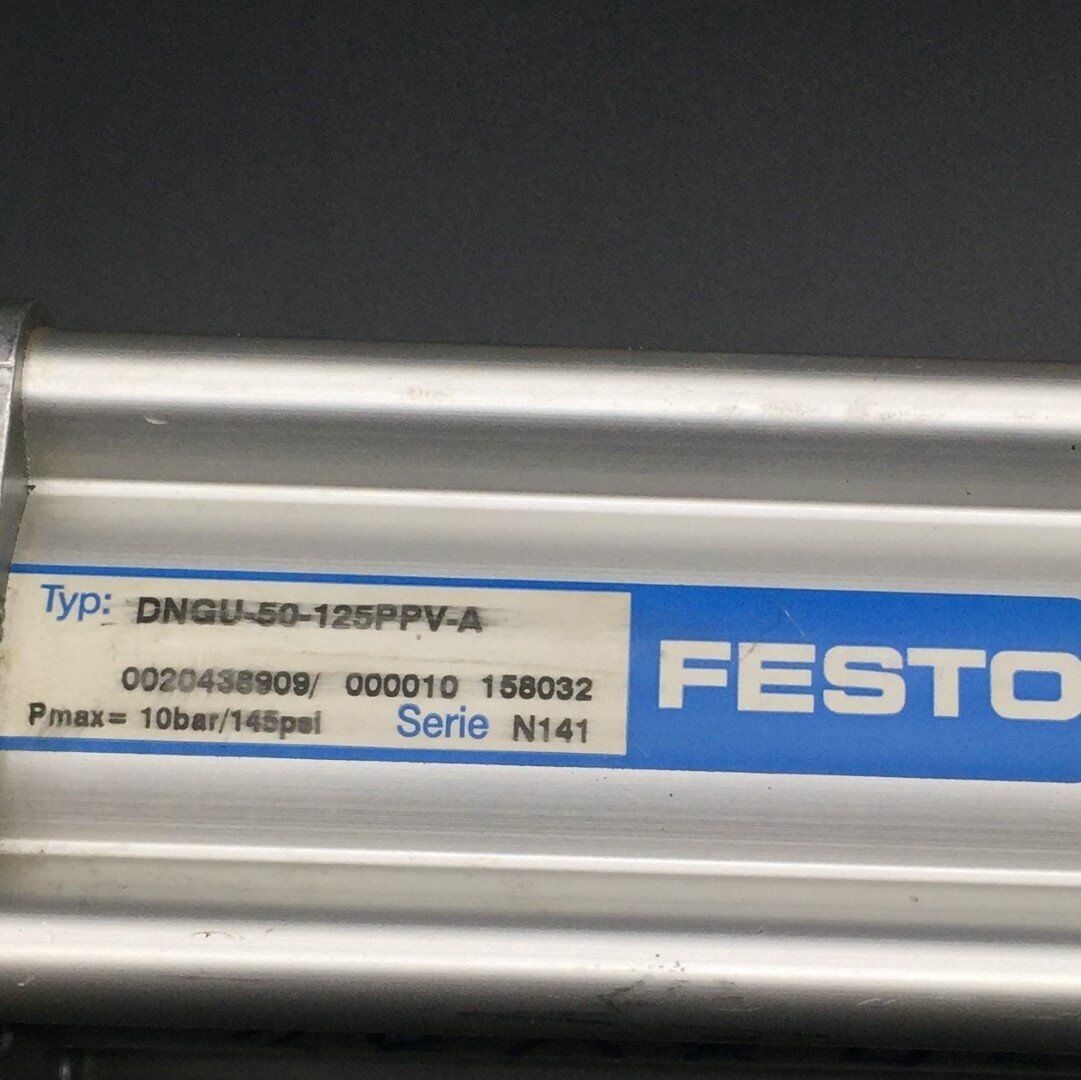 Typ: DNGU-50-125PPV-A
0020438909/ 000010 158032
Pmax= 10bar/145psi Serie N141
FESTO